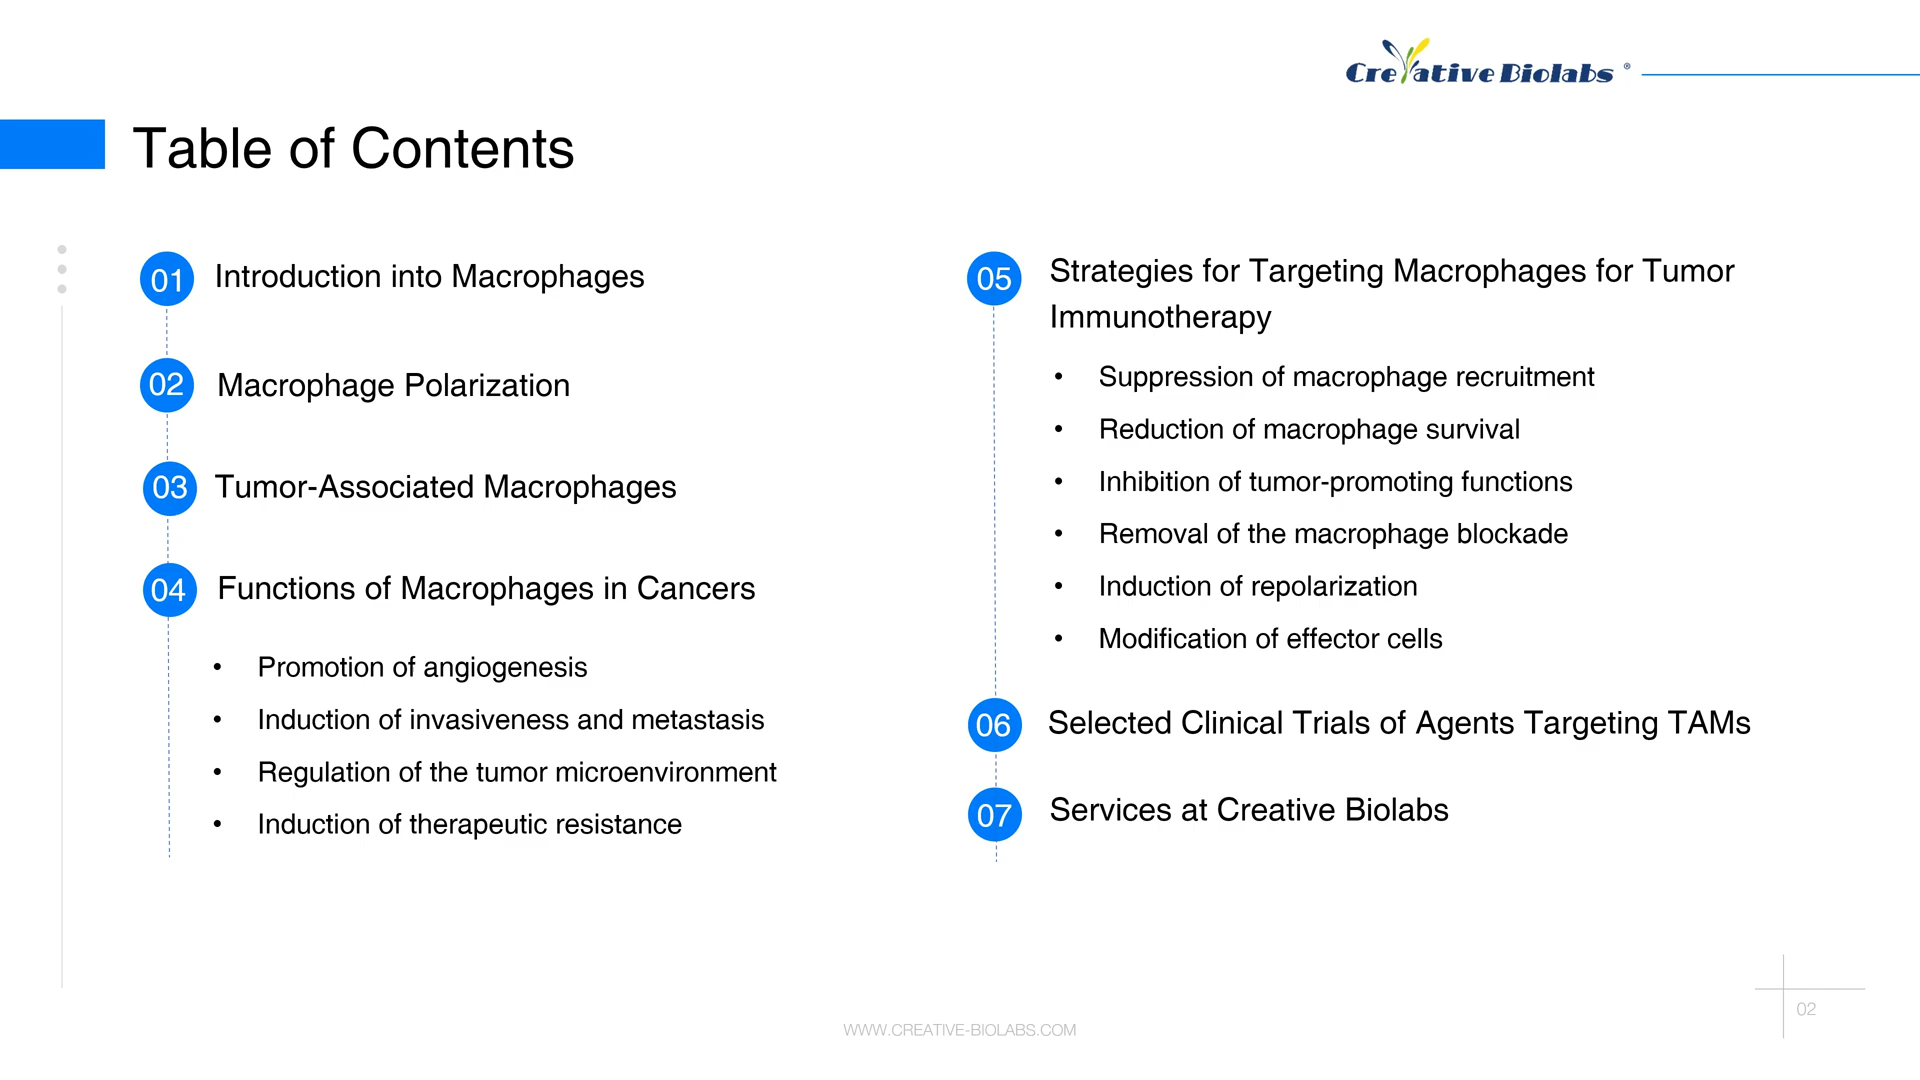 Creative Biolabs ®
Table of Contents
01 Introduction into Macrophages
02 Macrophage Polarization
03 Tumor-Associated Macrophages
04 Functions of Macrophages in Cancers
• Promotion of angiogenesis
• Induction of invasiveness and metastasis
• Regulation of the tumor microenvironment
• Induction of therapeutic resistance
05 Strategies for Targeting Macrophages for Tumor
Immunotherapy
• Suppression of macrophage recruitment
• Reduction of macrophage survival
• Inhibition of tumor-promoting functions
• Removal of the macrophage blockade
• Induction of repolarization
• Modification of effector cells
06 Selected Clinical Trials of Agents Targeting TAMs
07 Services at Creative Biolabs
WWW.CREATIVE-BIOLABS.COM
02